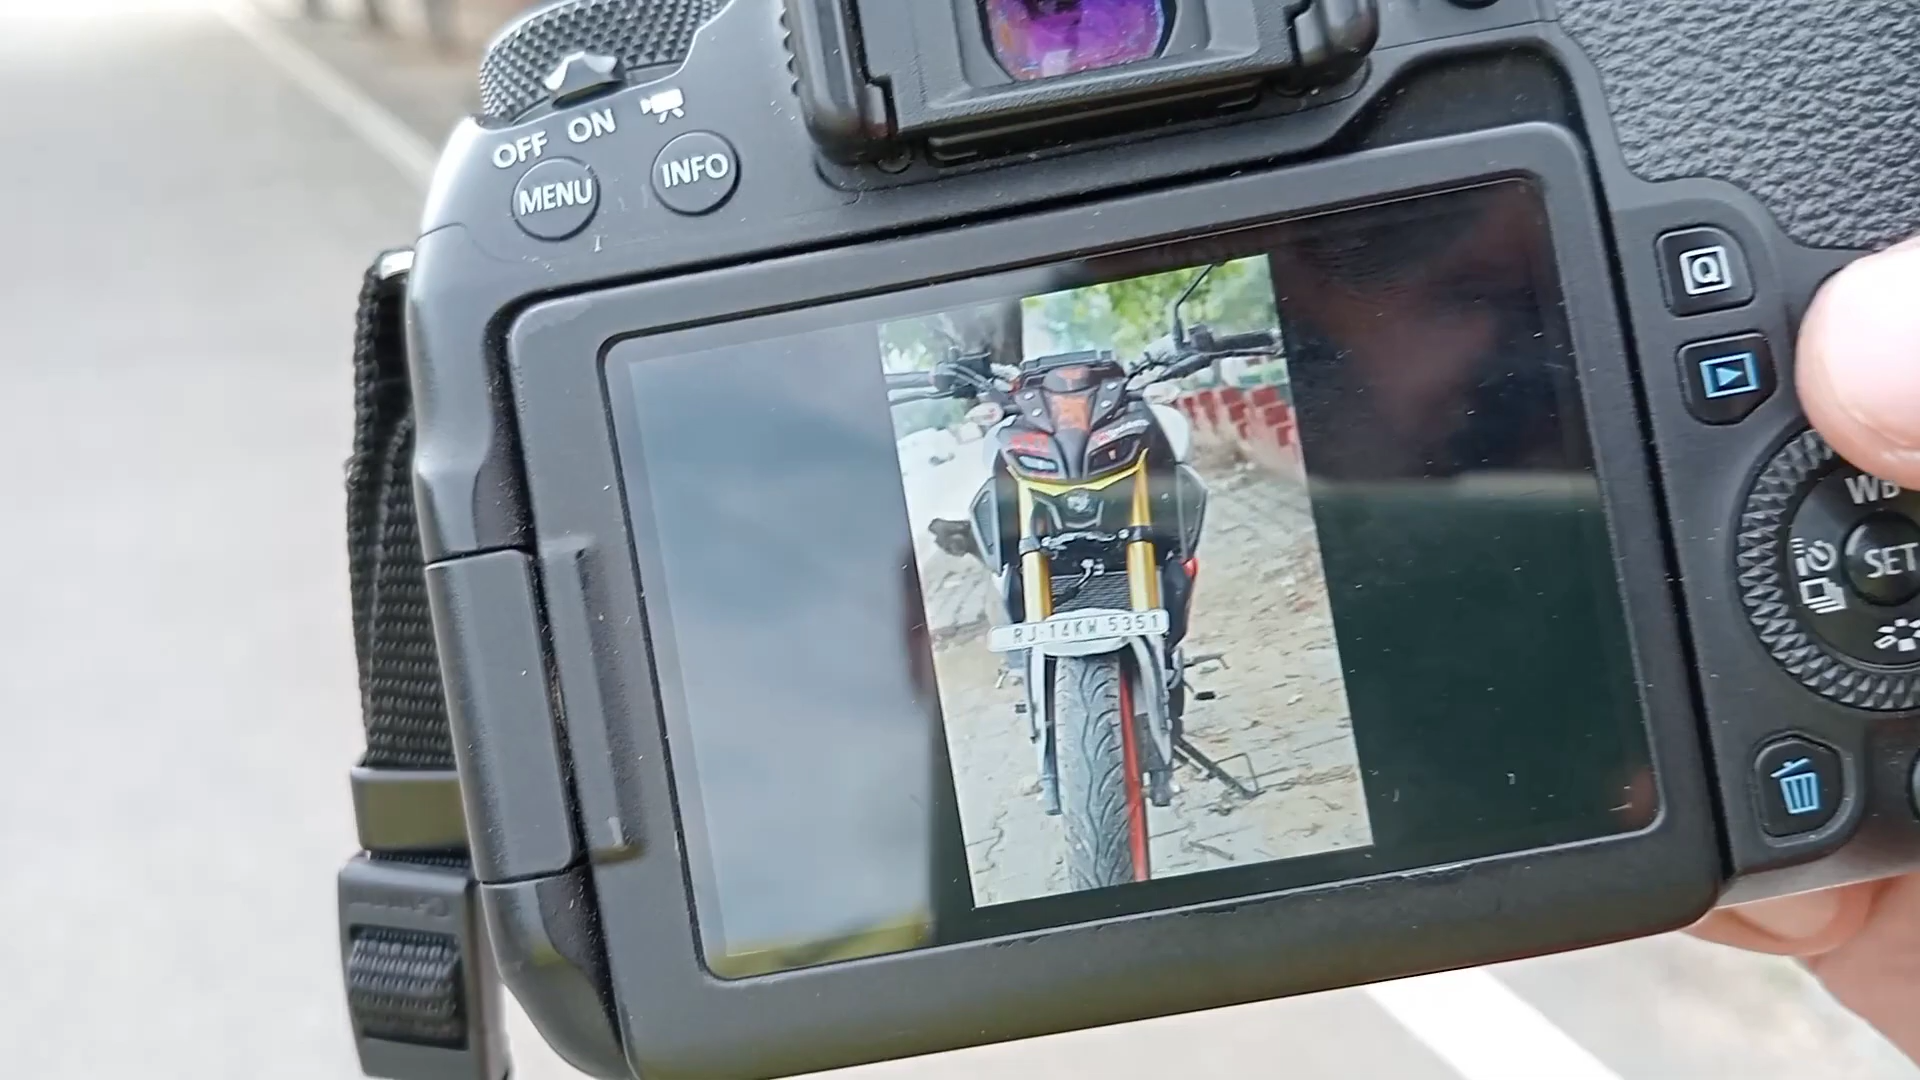 OFF ON
MENU INFO
Q
WB
SET
RJ 14KW 5351